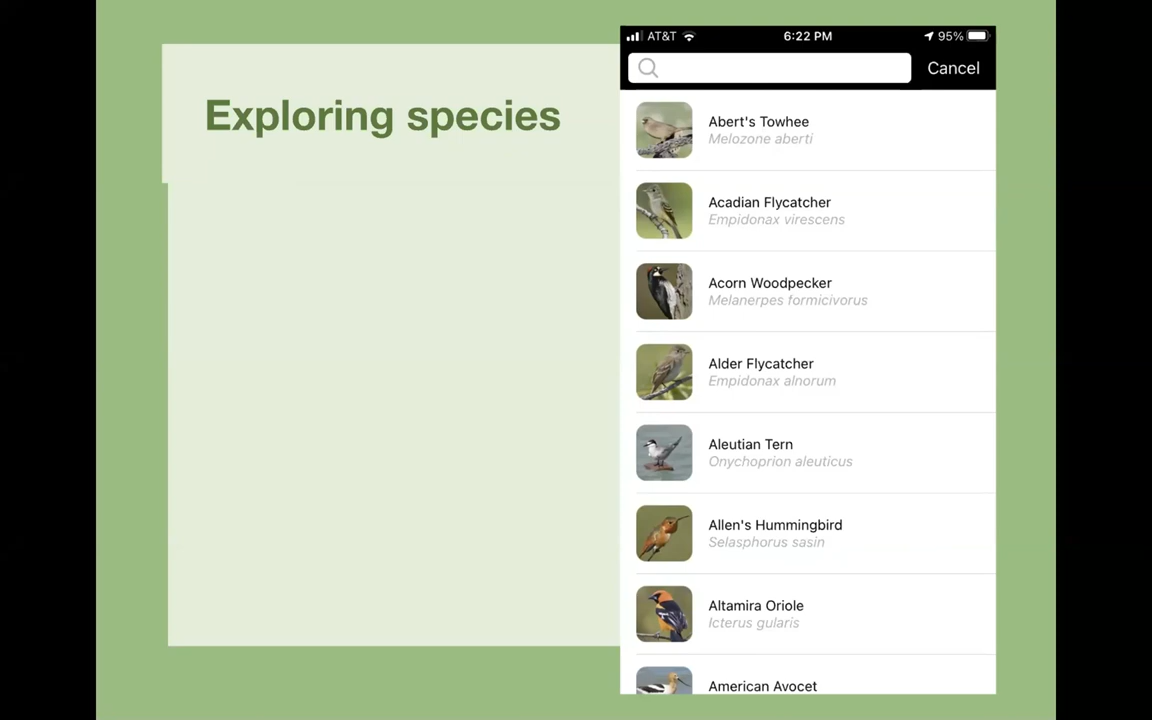 Exploring species
AT&T 6:22 PM 95%
Cancel
Abert's Towhee
Melozone aberti
Acadian Flycatcher
Empidonax virescens
Acorn Woodpecker
Melanerpes formicivorus
Alder Flycatcher
Empidonax alnorum
Aleutian Tern
Onychoprion aleuticus
Allen's Hummingbird
Selasphorus sasin
Altamira Oriole
Icterus gularis
American Avocet